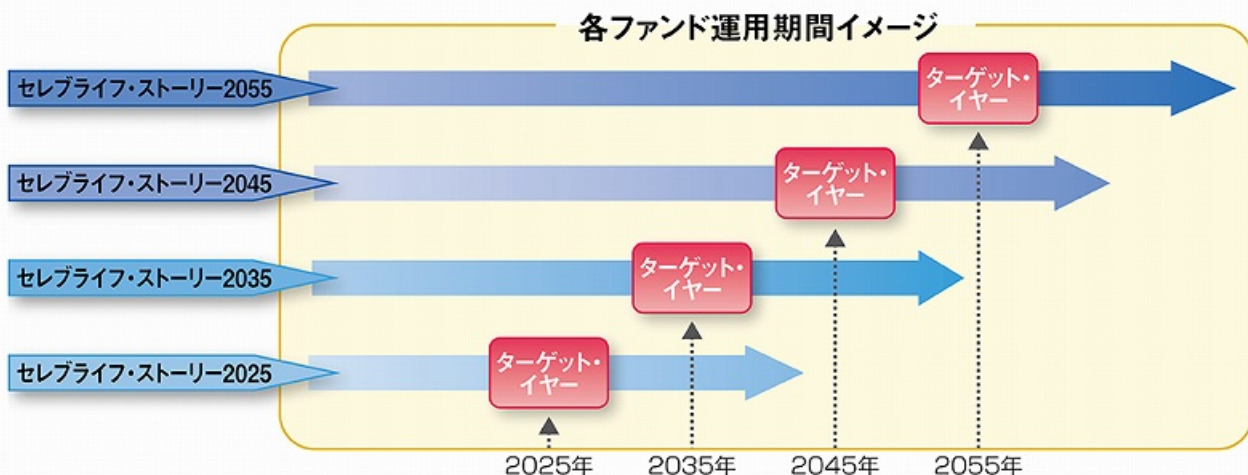 各ファンド運用期間イメージ
セレブライフ・ストーリー2055
ターゲット・
イヤー
セレブライフ・ストーリー2045
ターゲット・
イヤー
セレブライフ・ストーリー2035
ターゲット・
イヤー
セレブライフ・ストーリー2025
ターゲット・
イヤー
2025年 2035年 2045年 2055年